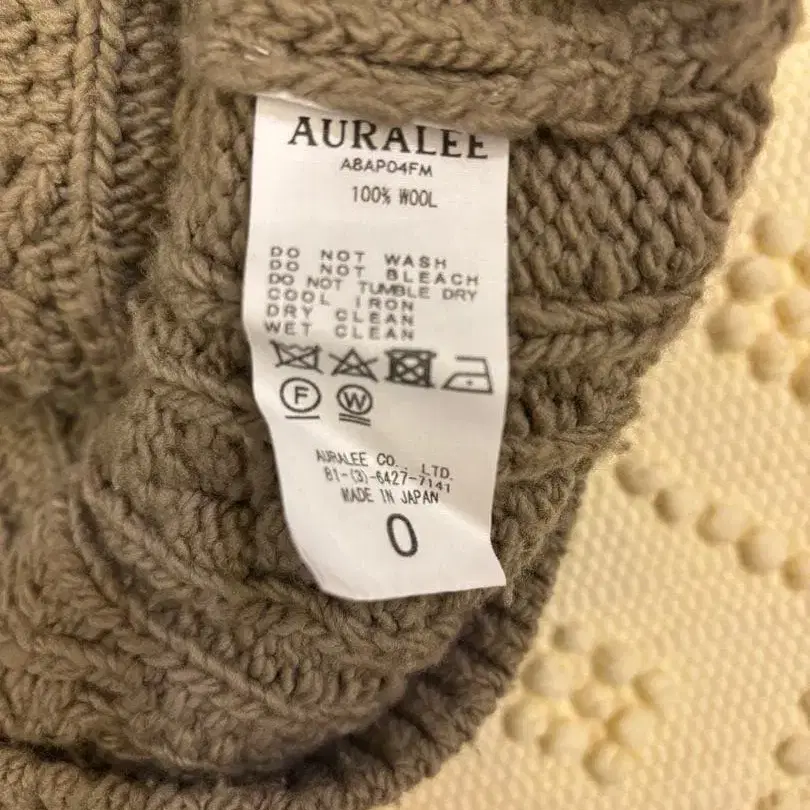 AURALEE
A8AP04FM
100% WOOL
DO NOT WASH
DO NOT BLEACH
DO NOT TUMBLE DRY
COOL IRON
DRY CLEAN
WET CLEAN
F W
AURALEE CO., LTD.
81-(3)-6427-7141
MADE IN JAPAN
0